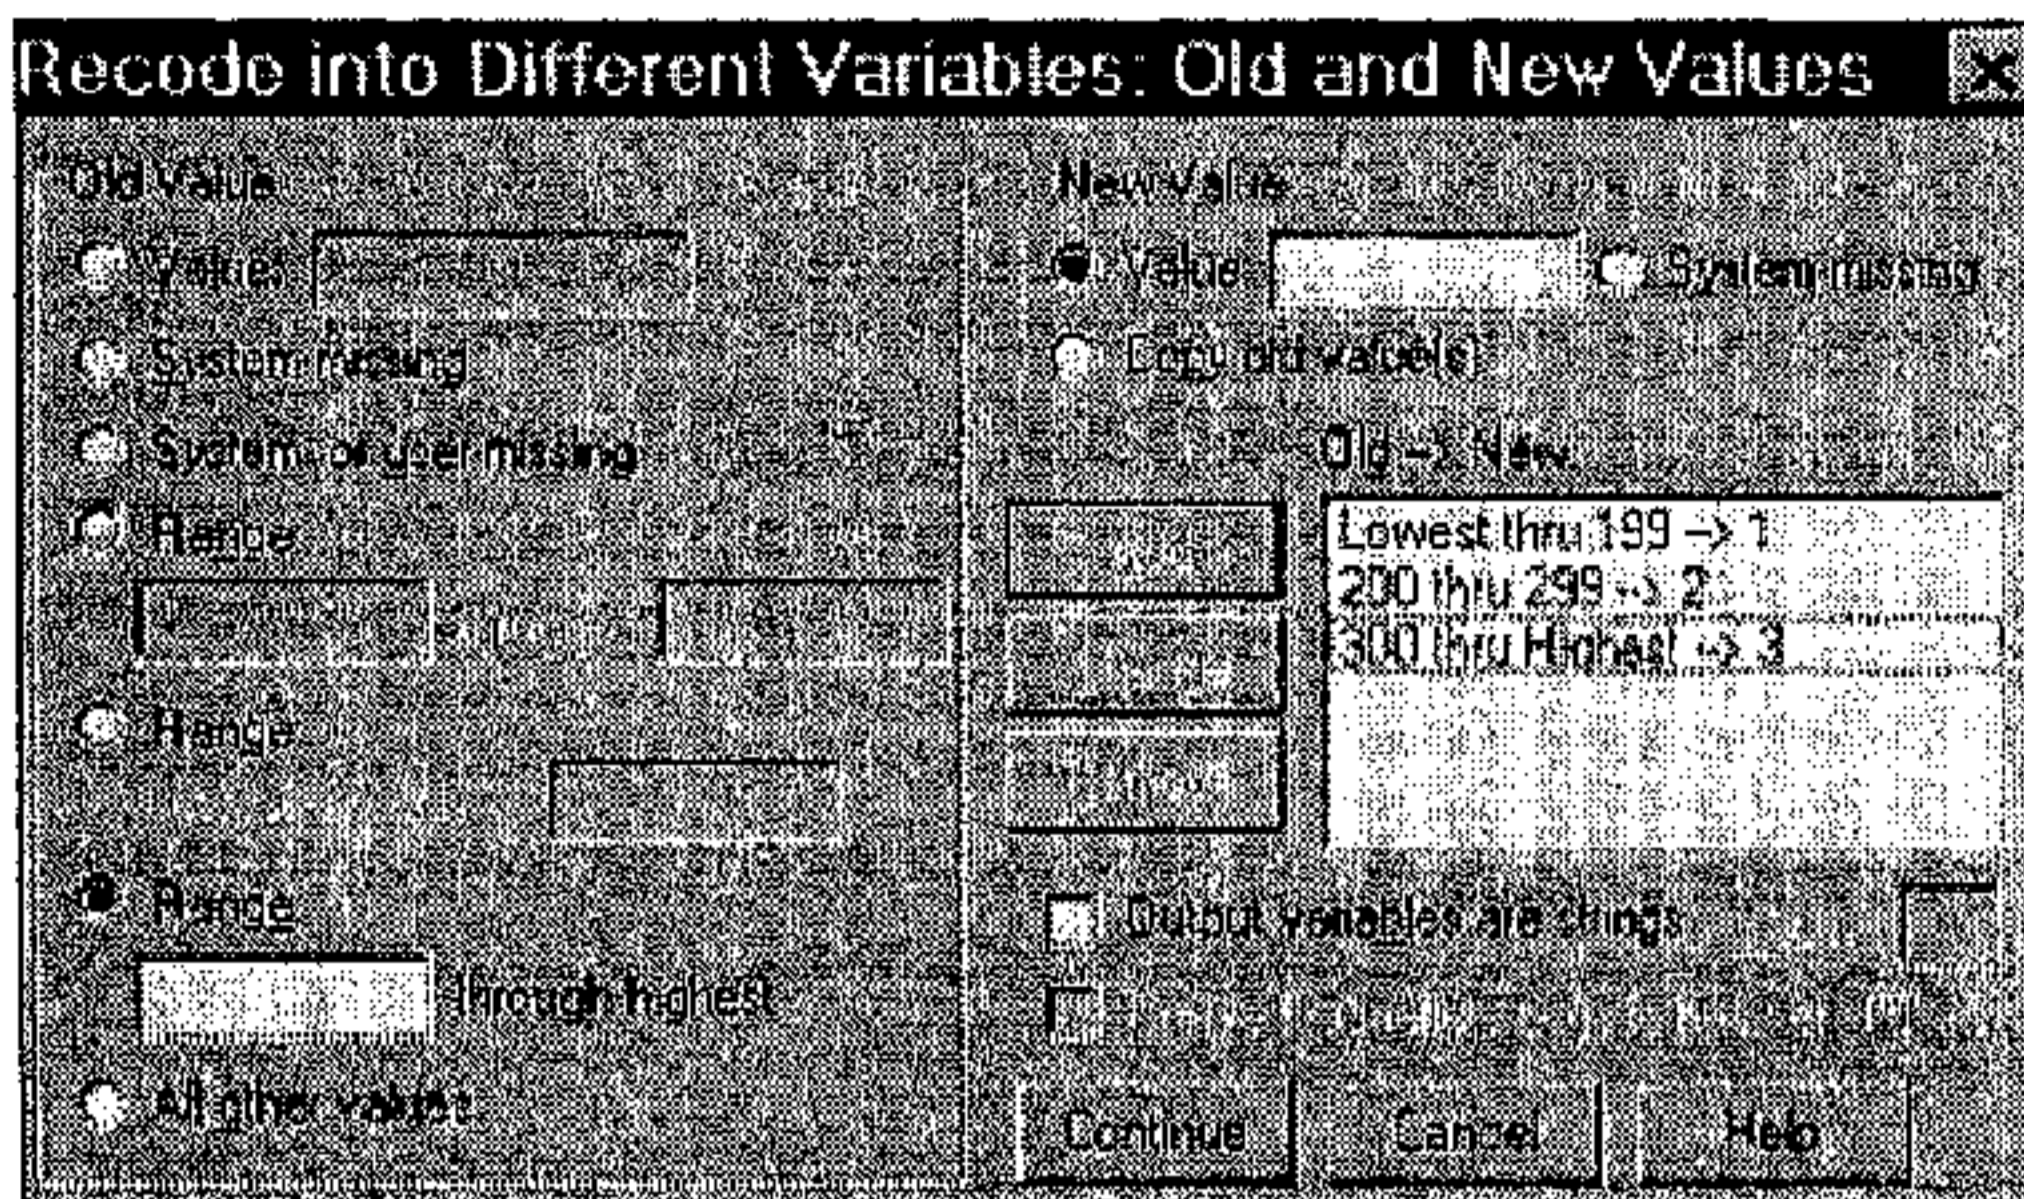 Recode into Different Variables: Old and New Values
Old Value
Value:
System-missing
System- or user-missing
Range
Range
Range
through highest
All other values
New Value
Value System-missing
Copy old value(s)
Old --> New:
Lowest thru 199 --> 1
200 thru 299 --> 2
300 thru Highest --> 3
Output variables are strings
Continue Cancel Help